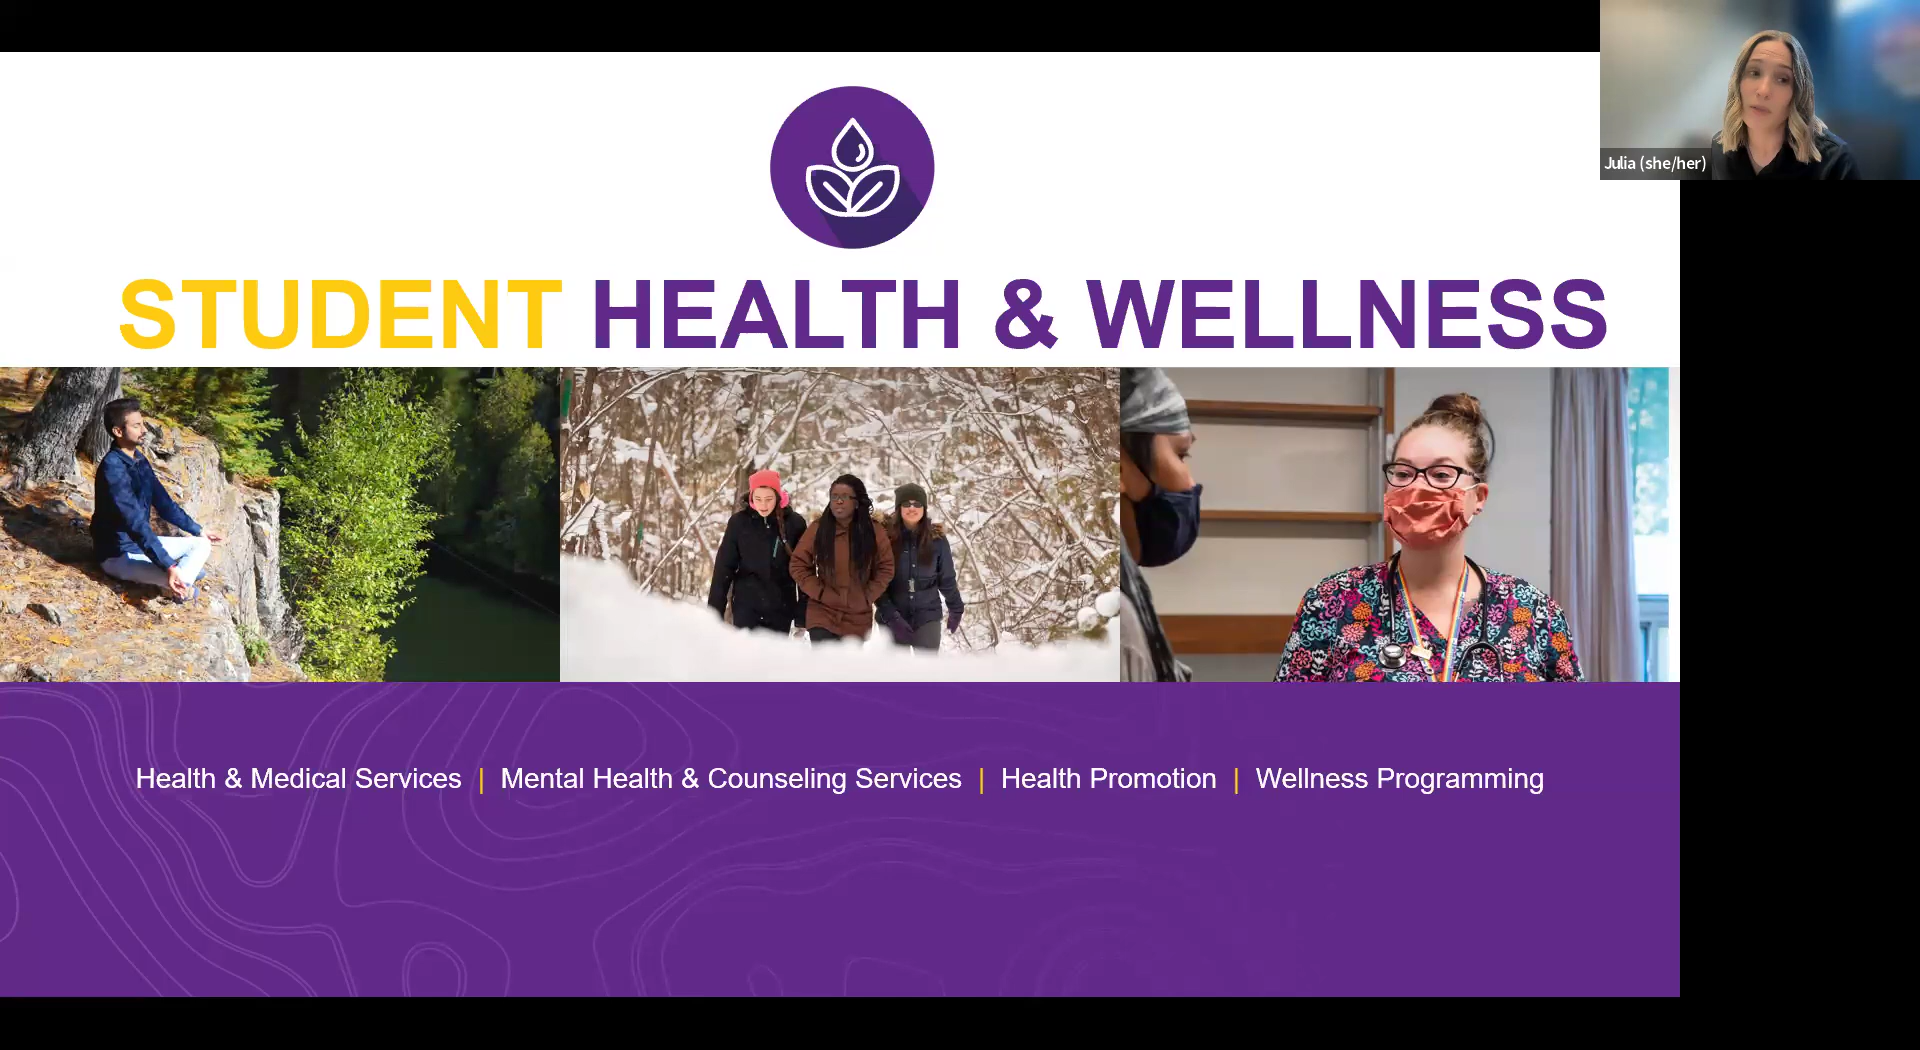 Julia (she/her)
STUDENT HEALTH & WELLNESS
Health & Medical Services | Mental Health & Counseling Services | Health Promotion | Wellness Programming